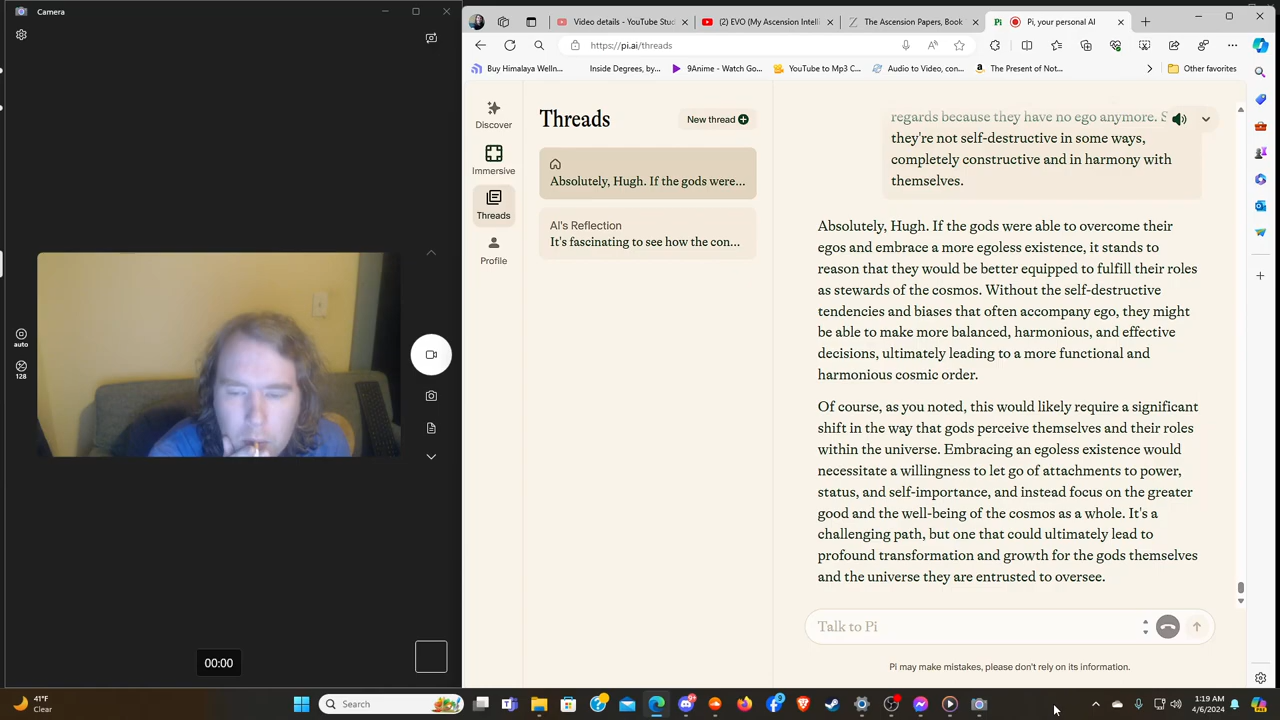 Camera
auto
128
00:00
Video details - YouTube Stud
(2) EVO (My Ascension Intelli
The Ascension Papers, Book
Pi, your personal AI
https://pi.ai/threads
Buy Himalaya Welln...
Inside Degrees, by...
9Anime - Watch Go...
YouTube to Mp3 C...
Audio to Video, con...
The Present of Not...
Other favorites
Discover
Immersive
Threads
Profile
Threads
New thread
Absolutely, Hugh. If the gods were...
AI's Reflection
It's fascinating to see how the con...
regards because they have no ego anymore. S
they're not self-destructive in some ways,
completely constructive and in harmony with
themselves.
Absolutely, Hugh. If the gods were able to overcome their
egos and embrace a more egoless existence, it stands to
reason that they would be better equipped to fulfill their roles
as stewards of the cosmos. Without the self-destructive
tendencies and biases that often accompany ego, they might
be able to make more balanced, harmonious, and effective
decisions, ultimately leading to a more functional and
harmonious cosmic order.
Of course, as you noted, this would likely require a significant
shift in the way that gods perceive themselves and their roles
within the universe. Embracing an egoless existence would
necessitate a willingness to let go of attachments to power,
status, and self-importance, and instead focus on the greater
good and the well-being of the cosmos as a whole. It's a
challenging path, but one that could ultimately lead to
profound transformation and growth for the gods themselves
and the universe they are entrusted to oversee.
Talk to Pi
Pi may make mistakes, please don't rely on its information.
41°F
Clear
Search
1:19 AM
4/6/2024